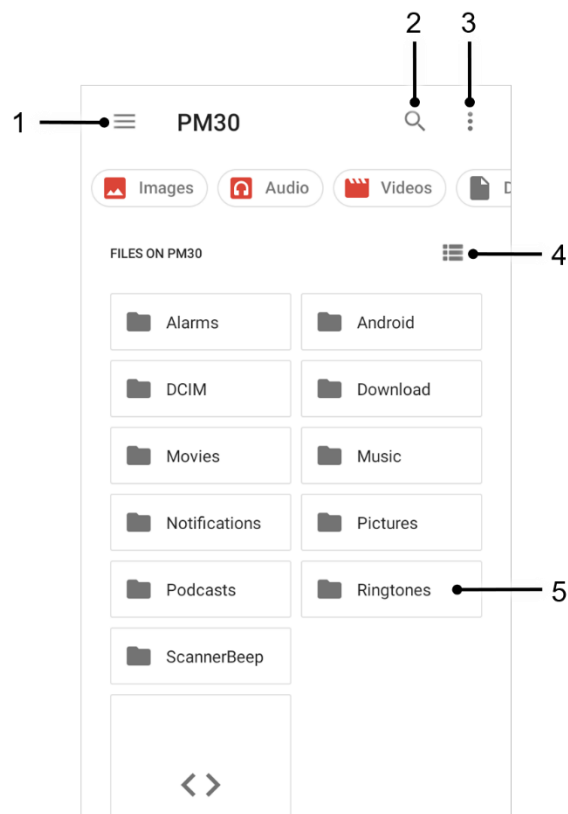 2 3
1 PM30
Images Audio Videos
FILES ON PM30 4
Alarms Android
DCIM Download
Movies Music
Notifications Pictures
Podcasts Ringtones 5
ScannerBeep